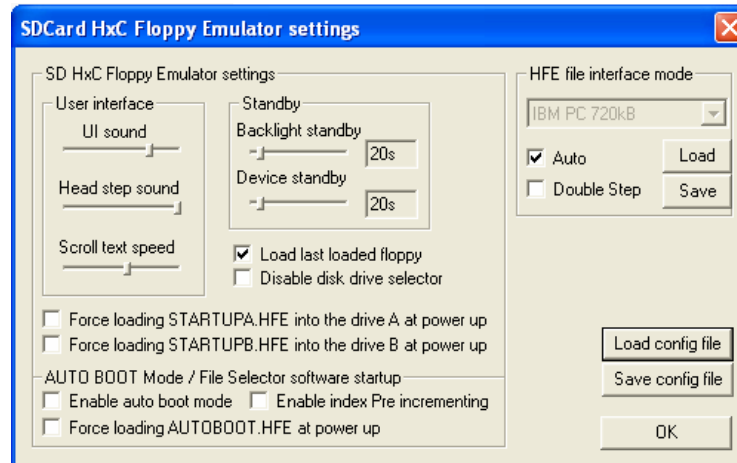 SDCard HxC Floppy Emulator settings
SD HxC Floppy Emulator settings
User interface
UI sound
Head step sound
Scroll text speed
Standby
Backlight standby
20s
Device standby
20s
Load last loaded floppy
Disable disk drive selector
Force loading STARTUPA.HFE into the drive A at power up
Force loading STARTUPB.HFE into the drive B at power up
AUTO BOOT Mode / File Selector software startup
Enable auto boot mode
Enable index Pre incrementing
Force loading AUTOBOOT.HFE at power up
HFE file interface mode
IBM PC 720kB
Auto
Load
Double Step
Save
Load config file
Save config file
OK